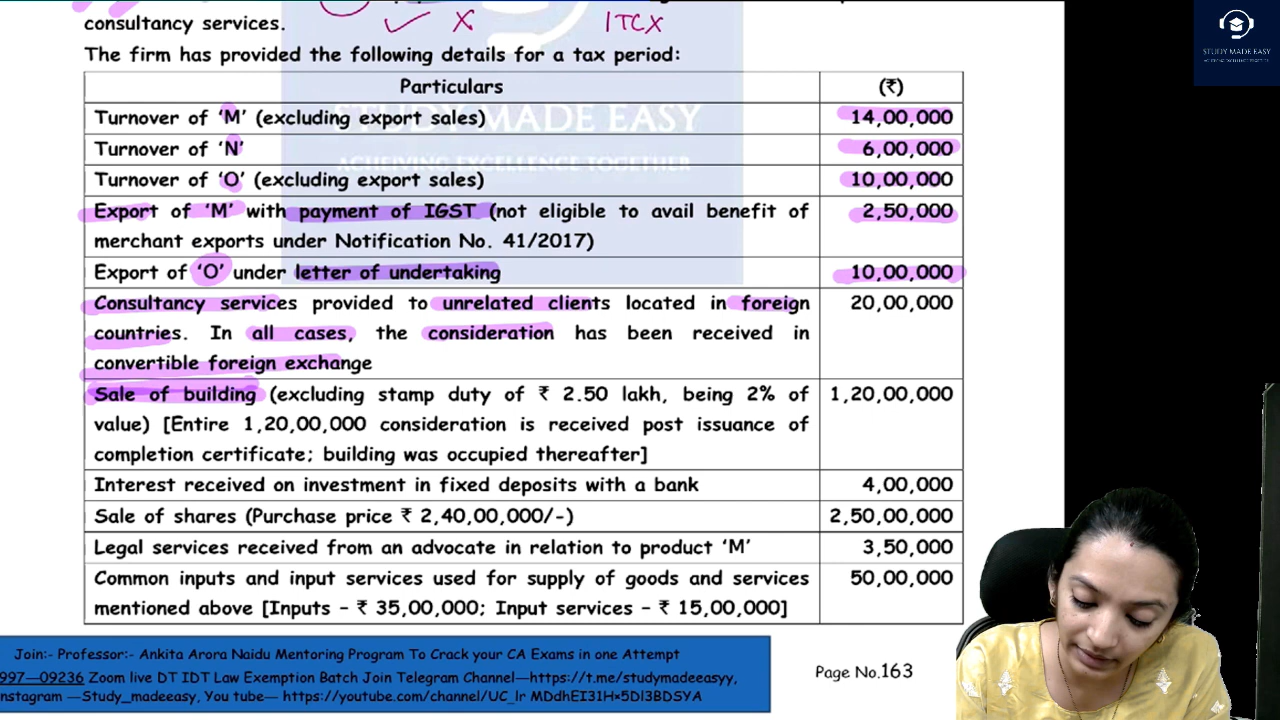 consultancy services.
✓ X ITCX
The firm has provided the following details for a tax period:
Particulars (₹)
Turnover of 'M' (excluding export sales) 14,00,000
Turnover of 'N' 6,00,000
Turnover of 'O' (excluding export sales) 10,00,000
Export of 'M' with payment of IGST (not eligible to avail benefit of 2,50,000
merchant exports under Notification No. 41/2017)
Export of 'O' under letter of undertaking 10,00,000
Consultancy services provided to unrelated clients located in foreign 20,00,000
countries. In all cases, the consideration has been received in
convertible foreign exchange
Sale of building (excluding stamp duty of ₹ 2.50 lakh, being 2% of 1,20,00,000
value) [Entire 1,20,00,000 consideration is received post issuance of
completion certificate; building was occupied thereafter]
Interest received on investment in fixed deposits with a bank 4,00,000
Sale of shares (Purchase price ₹ 2,40,00,000/-) 2,50,00,000
Legal services received from an advocate in relation to product 'M' 3,50,000
Common inputs and input services used for supply of goods and services 50,00,000
mentioned above [Inputs - ₹ 35,00,000; Input services - ₹ 15,00,000]
STUDY MADE EASY
ACHEIVING EXCELLENCE TOGETHER
Join:- Professor:- Ankita Arora Naidu Mentoring Program To Crack your CA Exams in one Attempt
997—09236 Zoom live DT IDT Law Exemption Batch Join Telegram Channel—https://t.me/studymadeeasyy,
nstagram —Study_madeeasy, You tube— https://youtube.com/channel/UC_lr MDdhEI31H*5Dl3BDSYA
Page No.163
STUDY MADE EASY